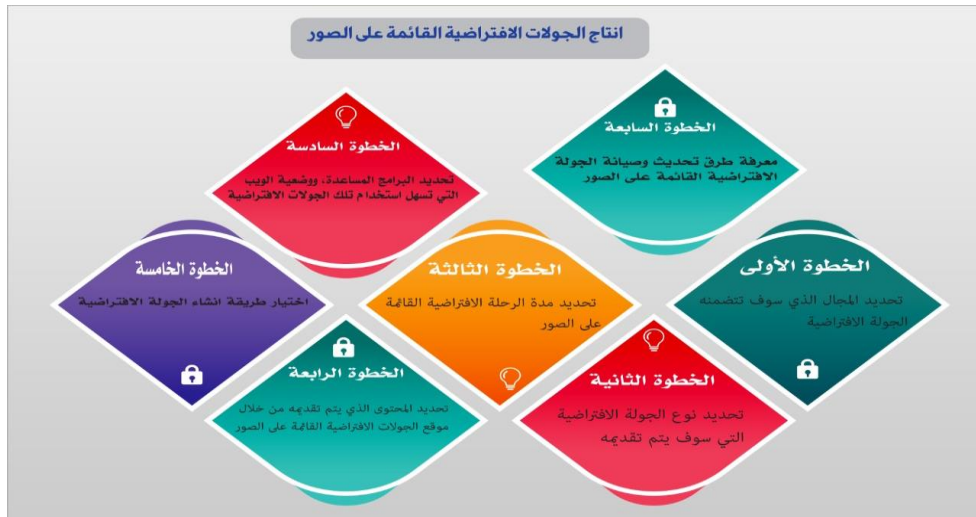 انتاج الجولات الافتراضية القائمة على الصور
الخطوة الأولى
تحديد المجال الذي سوف تتضمنه
الجولة الافتراضية
الخطوة الثانية
تحديد نوع الجولة الافتراضية
التي سوف يتم تقديمه
الخطوة الثالثة
تحديد مدة الرحلة الافتراضية القائمة
على الصور
الخطوة الرابعة
تحديد المحتوى الذي يتم تقديمه من خلال
موقع الجولات الافتراضية القائمة على الصور
الخطوة الخامسة
اختيار طريقة انشاء الجولة الافتراضية
الخطوة السادسة
تحديد البرامج المساعدة، ووضعية الويب
التي تسهل استخدام تلك الجولات الافتراضية
الخطوة السابعة
معرفة طرق تحديث وصيانة الجولة
الافتراضية القائمة على الصور